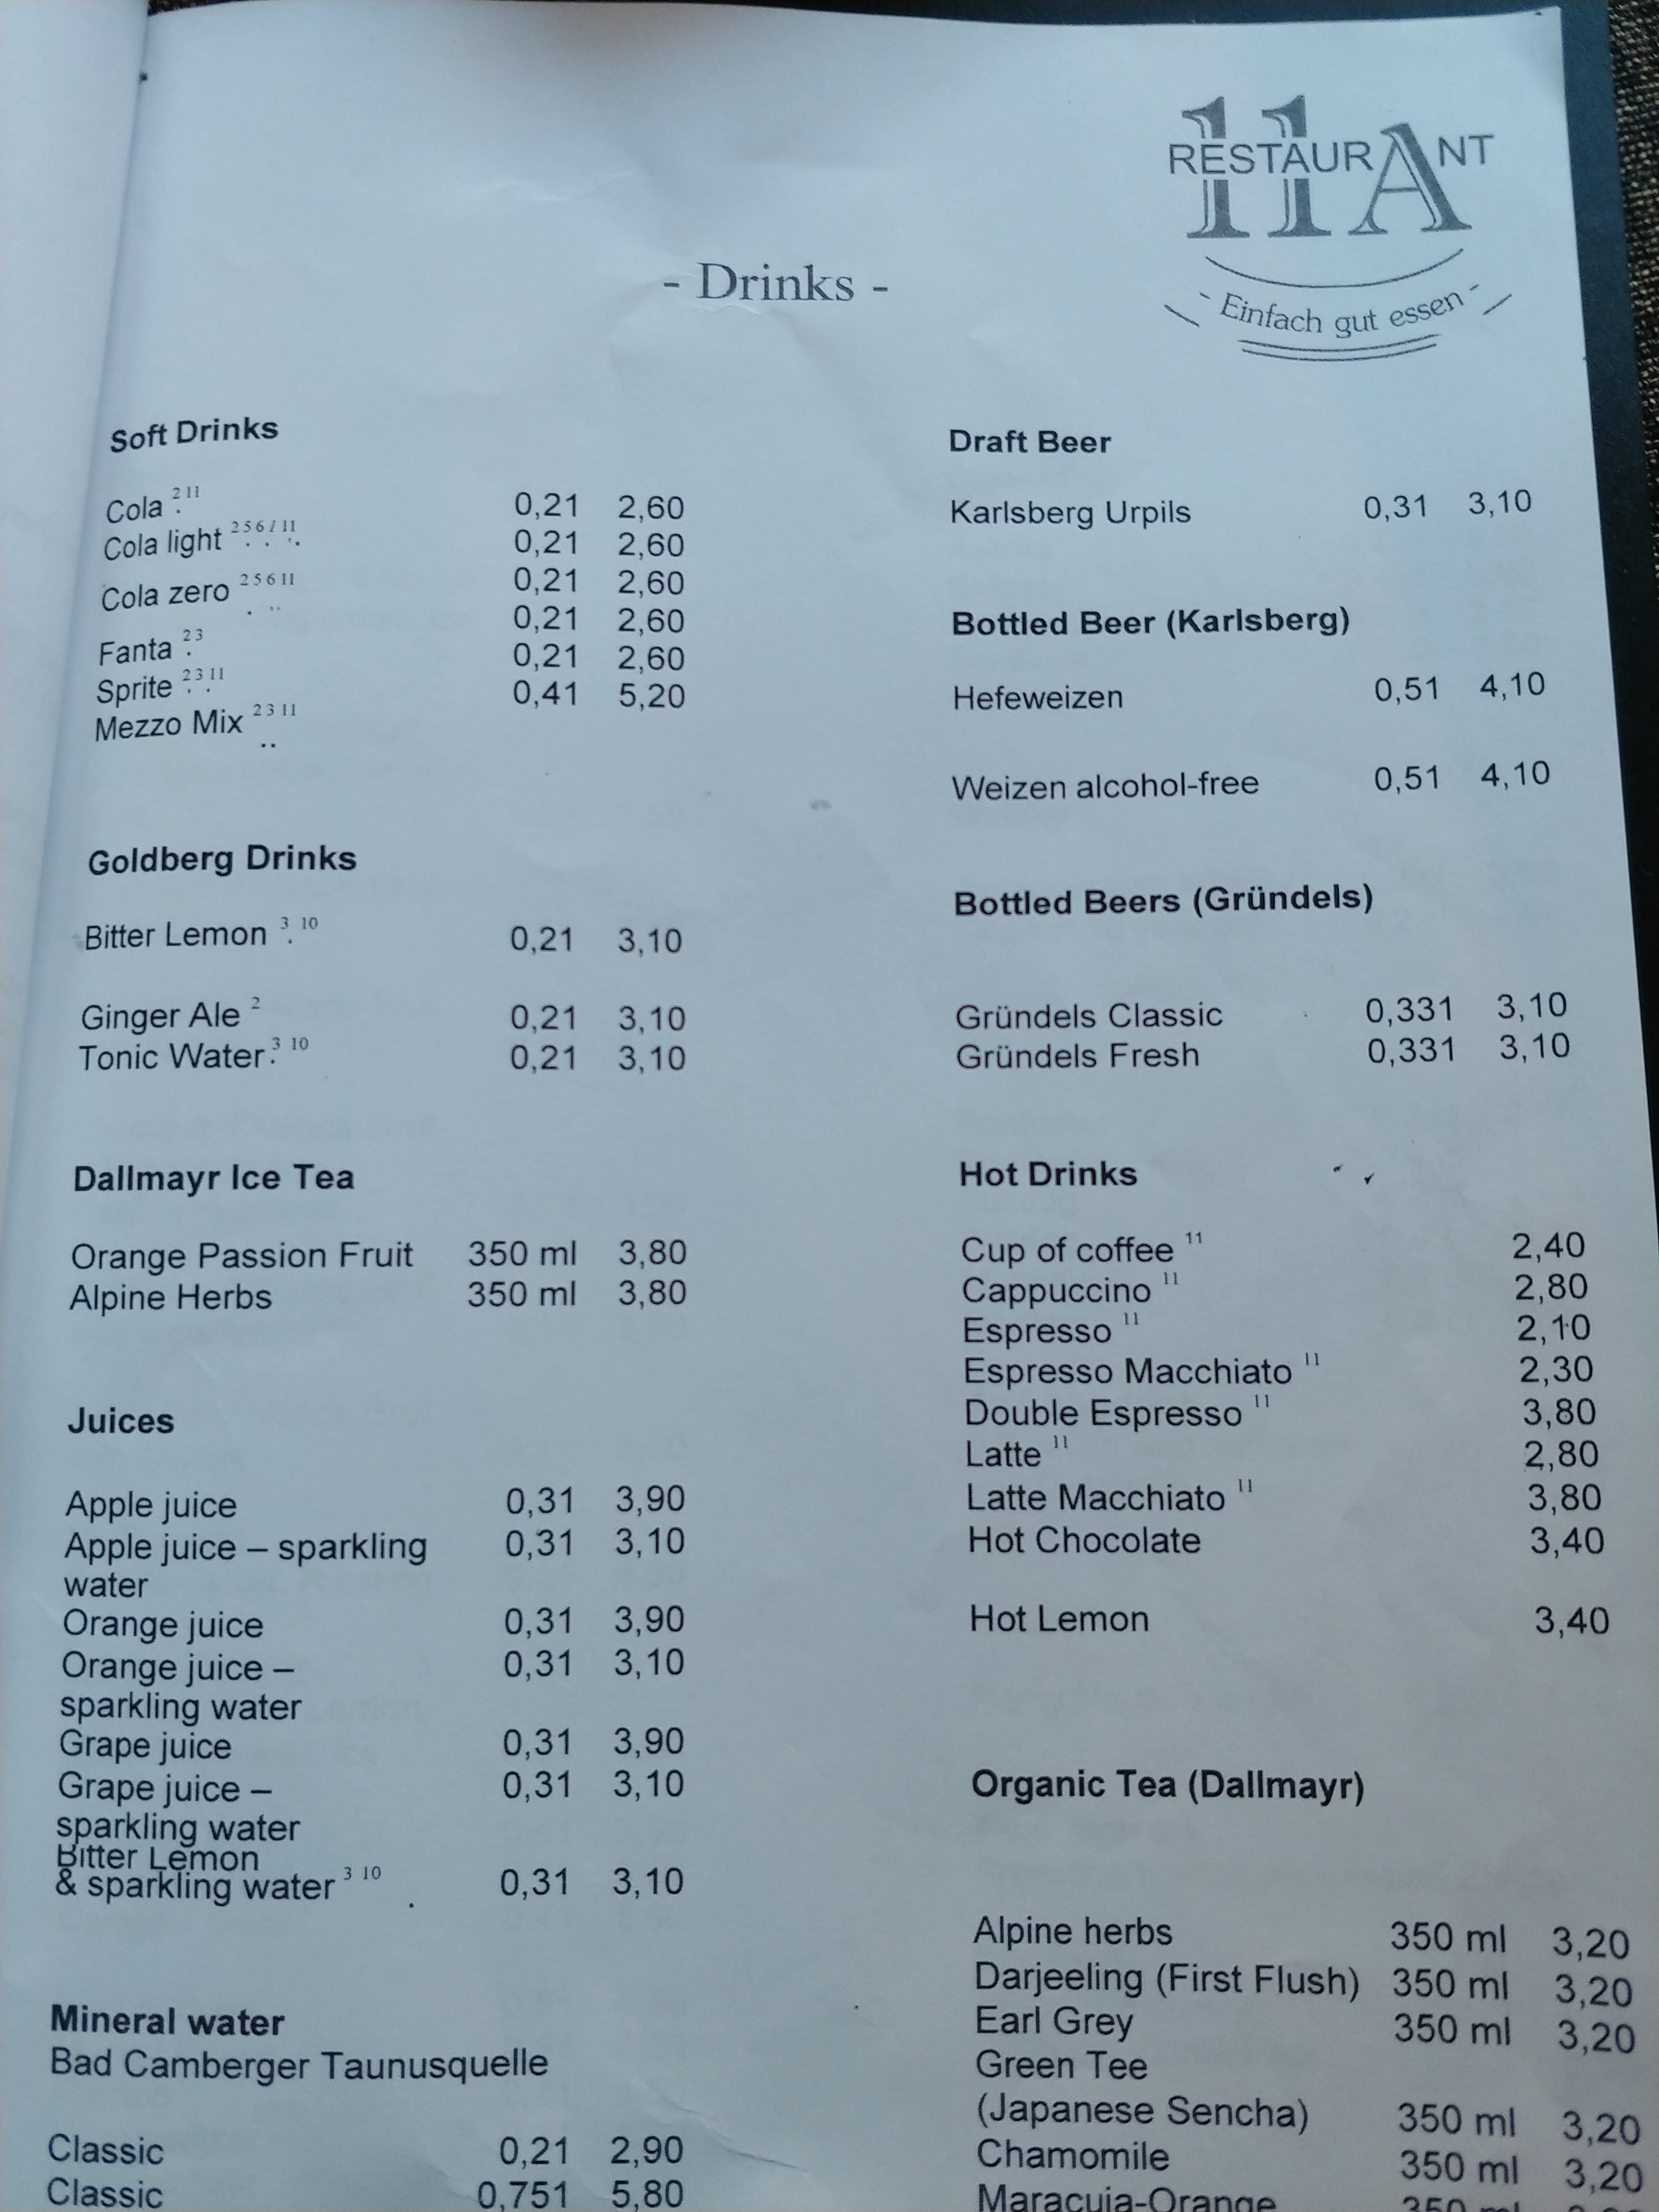 RESTAURANT
11A
- Einfach gut essen -
- Drinks -
Soft Drinks
Cola 2 11 0,2l 2,60
Cola light 2 5 6 / 11 0,2l 2,60
Cola zero 2 5 6 11 0,2l 2,60
Fanta 2 3 0,2l 2,60
Sprite 2 3 11 0,2l 2,60
Mezzo Mix 2 3 11 0,4l 5,20
Goldberg Drinks
Bitter Lemon 3 10 0,2l 3,10
Ginger Ale 2 0,2l 3,10
Tonic Water 3 10 0,2l 3,10
Dallmayr Ice Tea
Orange Passion Fruit 350 ml 3,80
Alpine Herbs 350 ml 3,80
Juices
Apple juice 0,3l 3,90
Apple juice – sparkling 0,3l 3,10
water
Orange juice 0,3l 3,90
Orange juice – 0,3l 3,10
sparkling water
Grape juice 0,3l 3,90
Grape juice – 0,3l 3,10
sparkling water
Bitter Lemon
& sparkling water 3 10 0,3l 3,10
Mineral water
Bad Camberger Taunusquelle
Classic 0,2l 2,90
Classic 0,75l 5,80
Draft Beer
Karlsberg Urpils 0,3l 3,10
Bottled Beer (Karlsberg)
Hefeweizen 0,5l 4,10
Weizen alcohol-free 0,5l 4,10
Bottled Beers (Gründels)
Gründels Classic 0,33l 3,10
Gründels Fresh 0,33l 3,10
Hot Drinks
Cup of coffee 11 2,40
Cappuccino 11 2,80
Espresso 11 2,10
Espresso Macchiato 11 2,30
Double Espresso 11 3,80
Latte 11 2,80
Latte Macchiato 11 3,80
Hot Chocolate 3,40
Hot Lemon 3,40
Organic Tea (Dallmayr)
Alpine herbs 350 ml 3,20
Darjeeling (First Flush) 350 ml 3,20
Earl Grey 350 ml 3,20
Green Tee
(Japanese Sencha) 350 ml 3,20
Chamomile 350 ml 3,20
Maracuja-Orange 350 ml